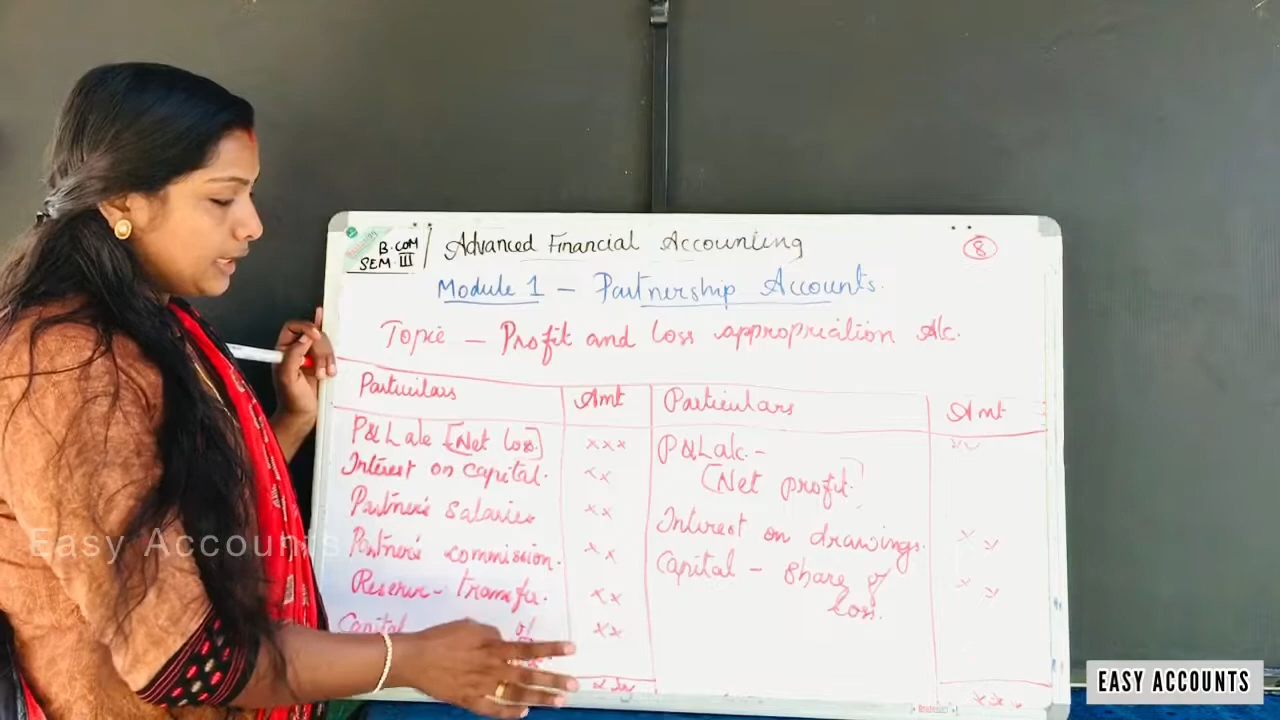 B.COM
SEM III
Advanced Financial Accounting
8
Module 1 - Partnership Accounts.
Topic - Profit and loss appropriation A/c.
Particulars Amt Particulars Amt
P&L a/c [Net loss] xxx
Interest on capital. xx
Partner's salaries xx
Partner's commission. xx
Reserve - transfer. xx
Capital of xx
P&L a/c. -
(Net profit)
Interest on drawings. x x
Capital - Share of x x
loss.
Easy Accounts
EASY ACCOUNTS